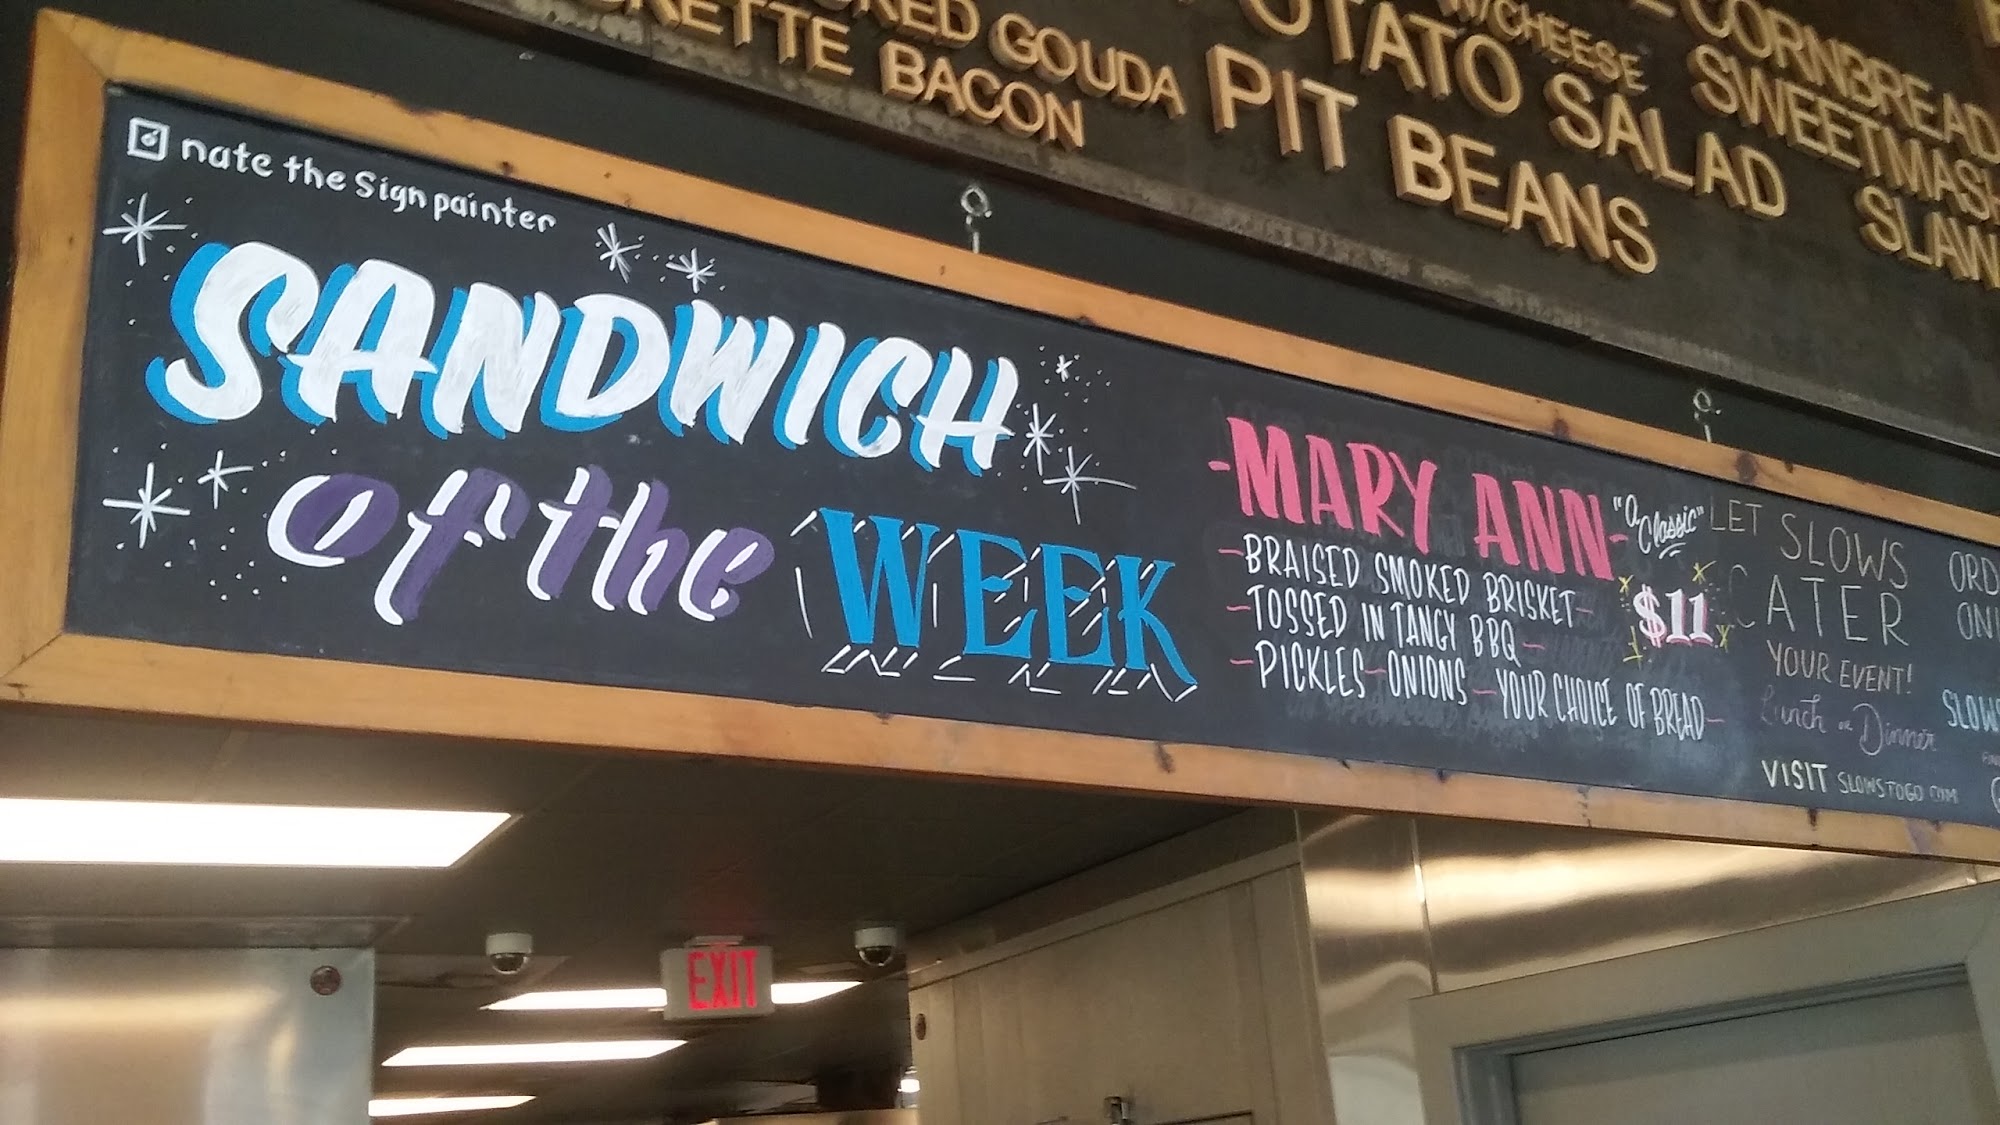 GOUDA
BACON
PIT BEANS
W/CHEESE
SALAD
CORNBREAD
SLAW
nate the Sign painter
SANDWICH
of the
WEEK
-MARY ANN-
"a Classic"
-BRAISED SMOKED BRISKET-
-TOSSED IN TANGY BBQ-
-PICKLES-ONIONS-YOUR CHOICE OF BREAD-
$11
LET SLOWS
CATER
YOUR EVENT!
Lunch or Dinner
VISIT SLOWSTOGO.COM
EXIT